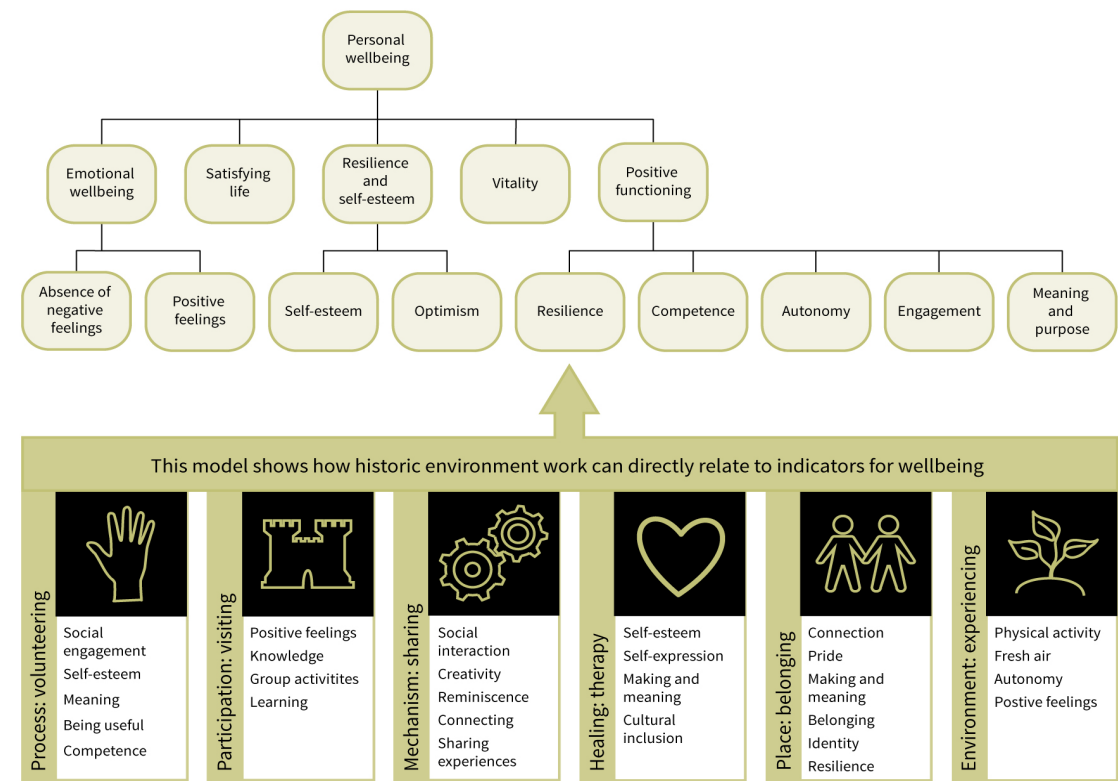 Personal
wellbeing
Emotional
wellbeing
Satisfying
life
Resilience
and
self-esteem
Vitality
Positive
functioning
Absence of
negative
feelings
Positive
feelings
Self-esteem
Optimism
Resilience
Competence
Autonomy
Engagement
Meaning
and
purpose
This model shows how historic environment work can directly relate to indicators for wellbeing
Process: volunteering
Social
engagement
Self-esteem
Meaning
Being useful
Competence
Participation: visiting
Positive feelings
Knowledge
Group activitites
Learning
Mechanism: sharing
Social
interaction
Creativity
Reminiscence
Connecting
Sharing
experiences
Healing: therapy
Self-esteem
Self-expression
Making and
meaning
Cultural
inclusion
Place: belonging
Connection
Pride
Making and
meaning
Belonging
Identity
Resilience
Environment: experiencing
Physical activity
Fresh air
Autonomy
Postive feelings